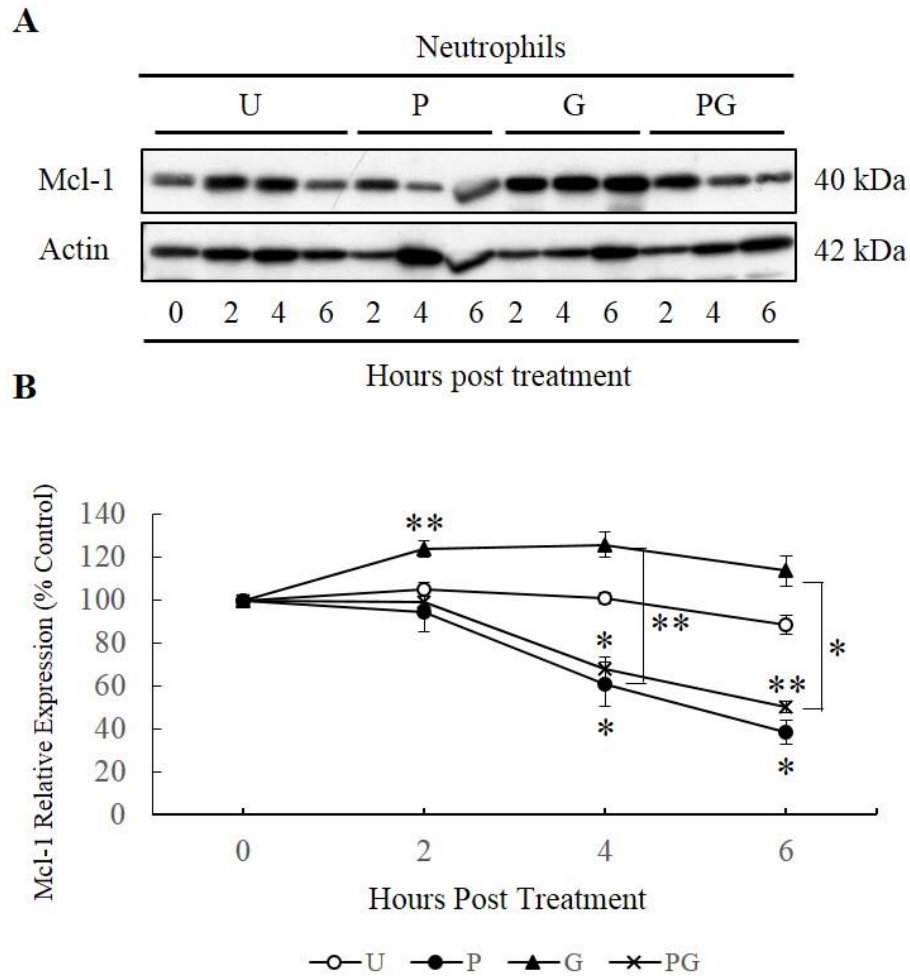 A
Neutrophils
U P G PG
Mcl-1 40 kDa
Actin 42 kDa
0 2 4 6 2 4 6 2 4 6 2 4 6
Hours post treatment
B
Mcl-1 Relative Expression (% Control)
140
120
100
80
60
40
20
0
** ** * * * ** *
0 2 4 6
Hours Post Treatment
U P G PG